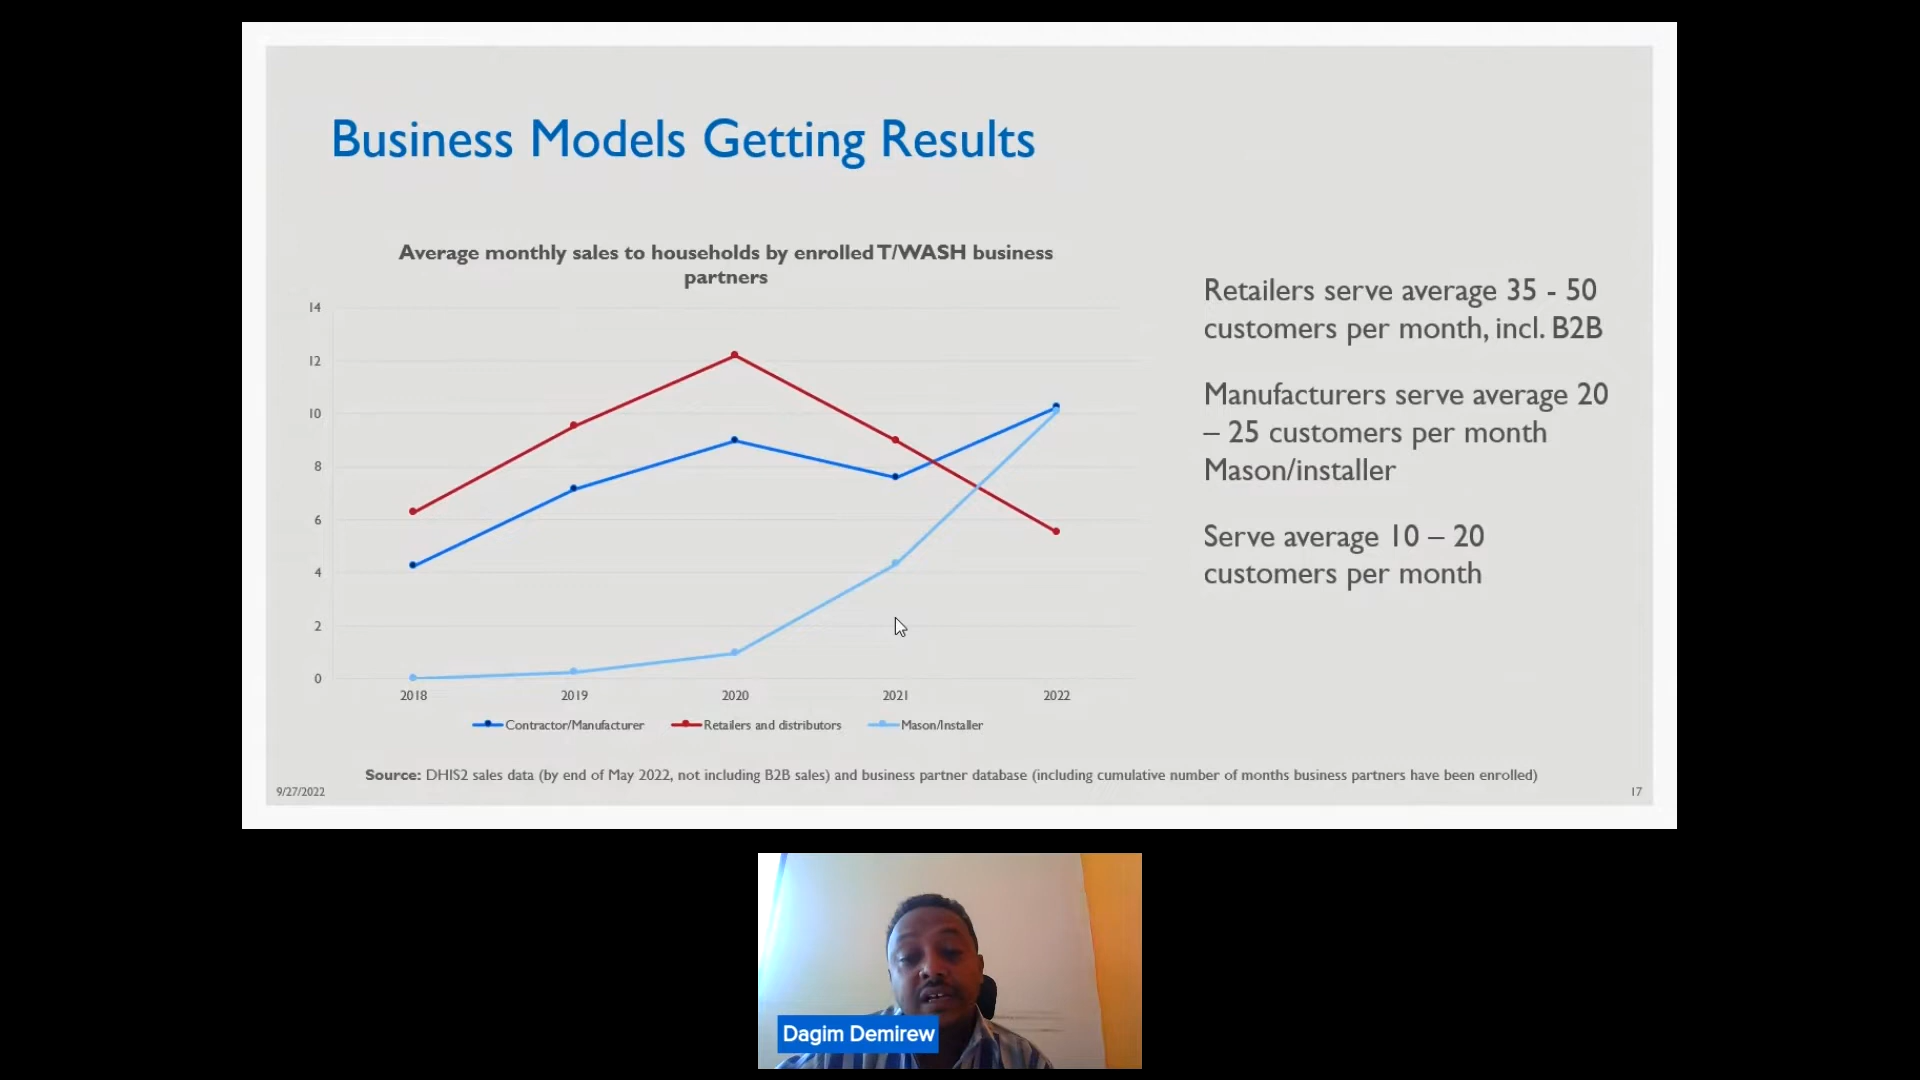 Business Models Getting Results
Average monthly sales to households by enrolled T/WASH business
partners
14
12
10
8
6
4
2
0
2018
2019
2020
2021
2022
Contractor/Manufacturer
Retailers and distributors
Mason/Installer
Retailers serve average 35 - 50
customers per month, incl. B2B
Manufacturers serve average 20
– 25 customers per month
Mason/installer
Serve average 10 – 20
customers per month
Source: DHIS2 sales data (by end of May 2022, not including B2B sales) and business partner database (including cumulative number of months business partners have been enrolled)
9/27/2022
17
Dagim Demirew